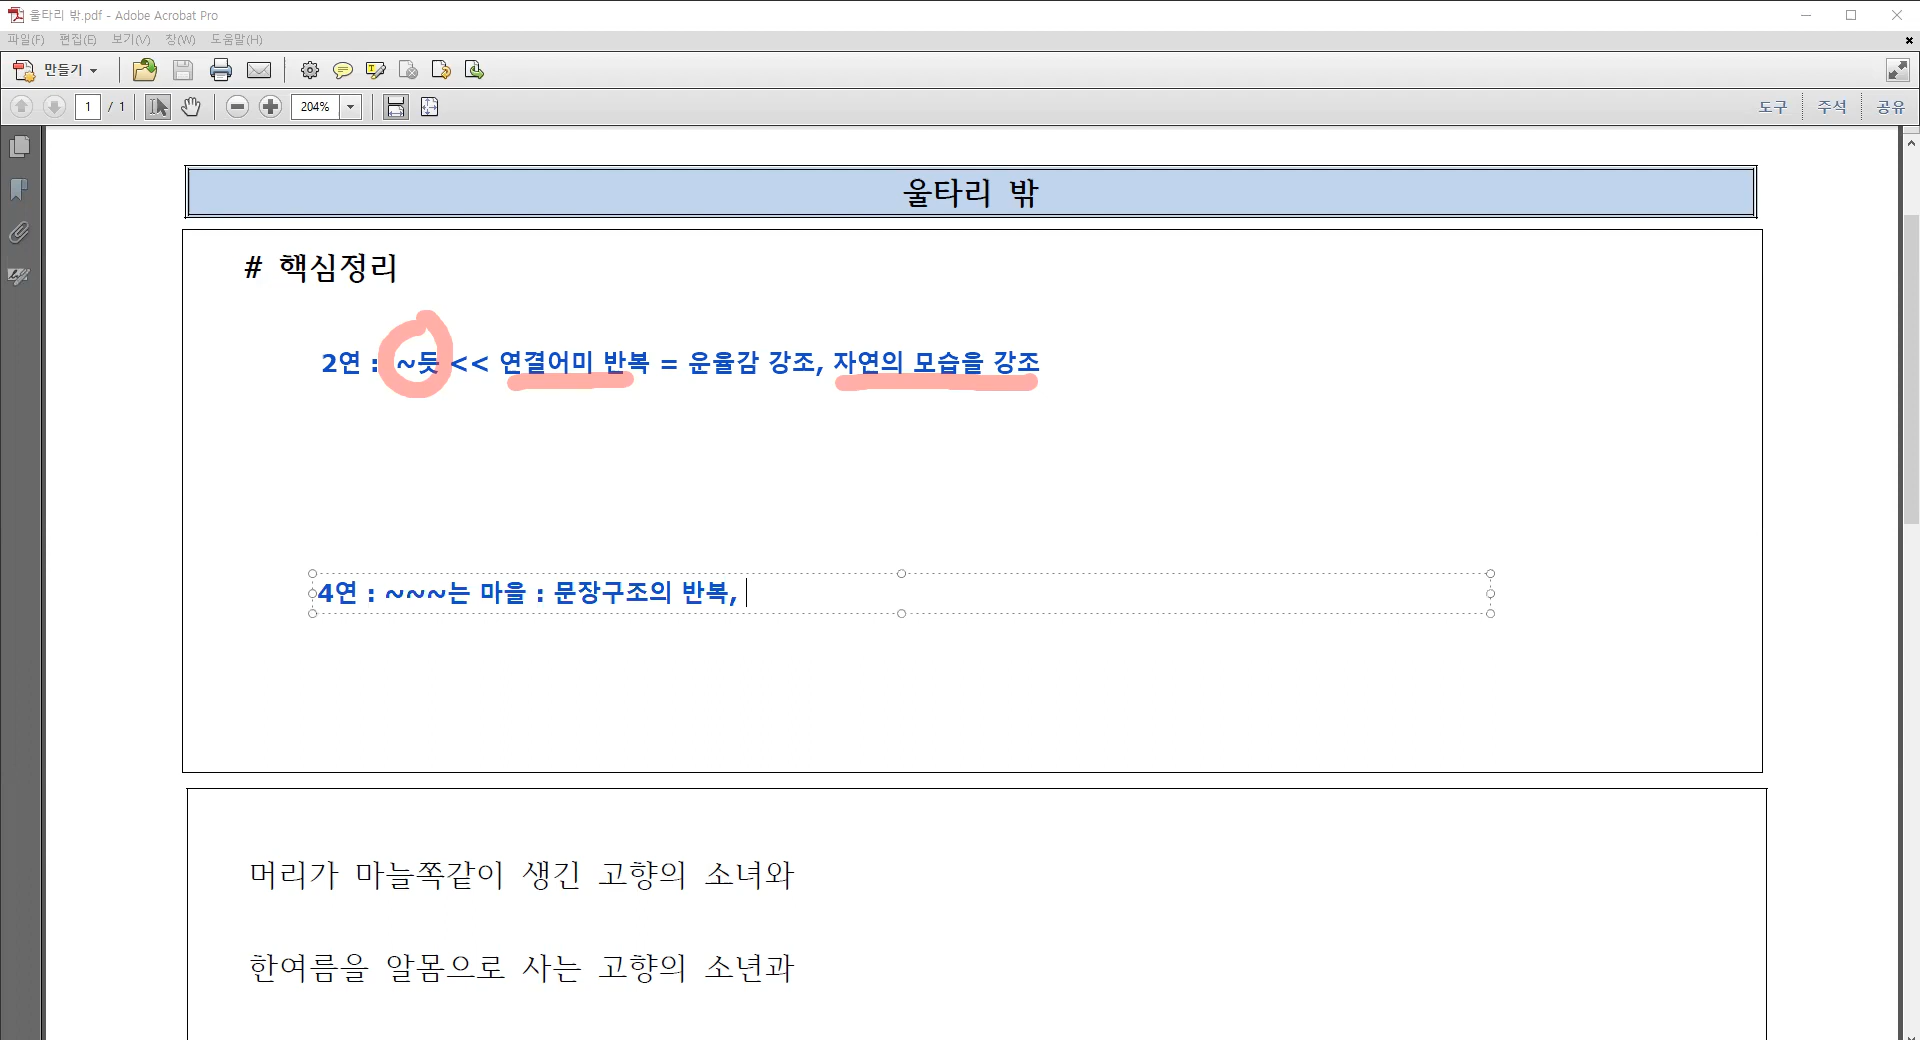 울타리 밖.pdf - Adobe Acrobat Pro
파일(F) 편집(E) 보기(V) 창(W) 도움말(H)
만들기
1 / 1 204% 도구 주석 공유
울타리 밖
# 핵심정리
2연 : ~듯 << 연결어미 반복 = 운율감 강조, 자연의 모습을 강조
4연 : ~~~는 마을 : 문장구조의 반복,
머리가 마늘쪽같이 생긴 고향의 소녀와
한여름을 알몸으로 사는 고향의 소년과